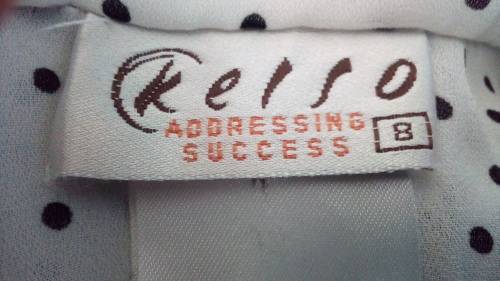 Kelso
ADDRESSING
SUCCESS
8